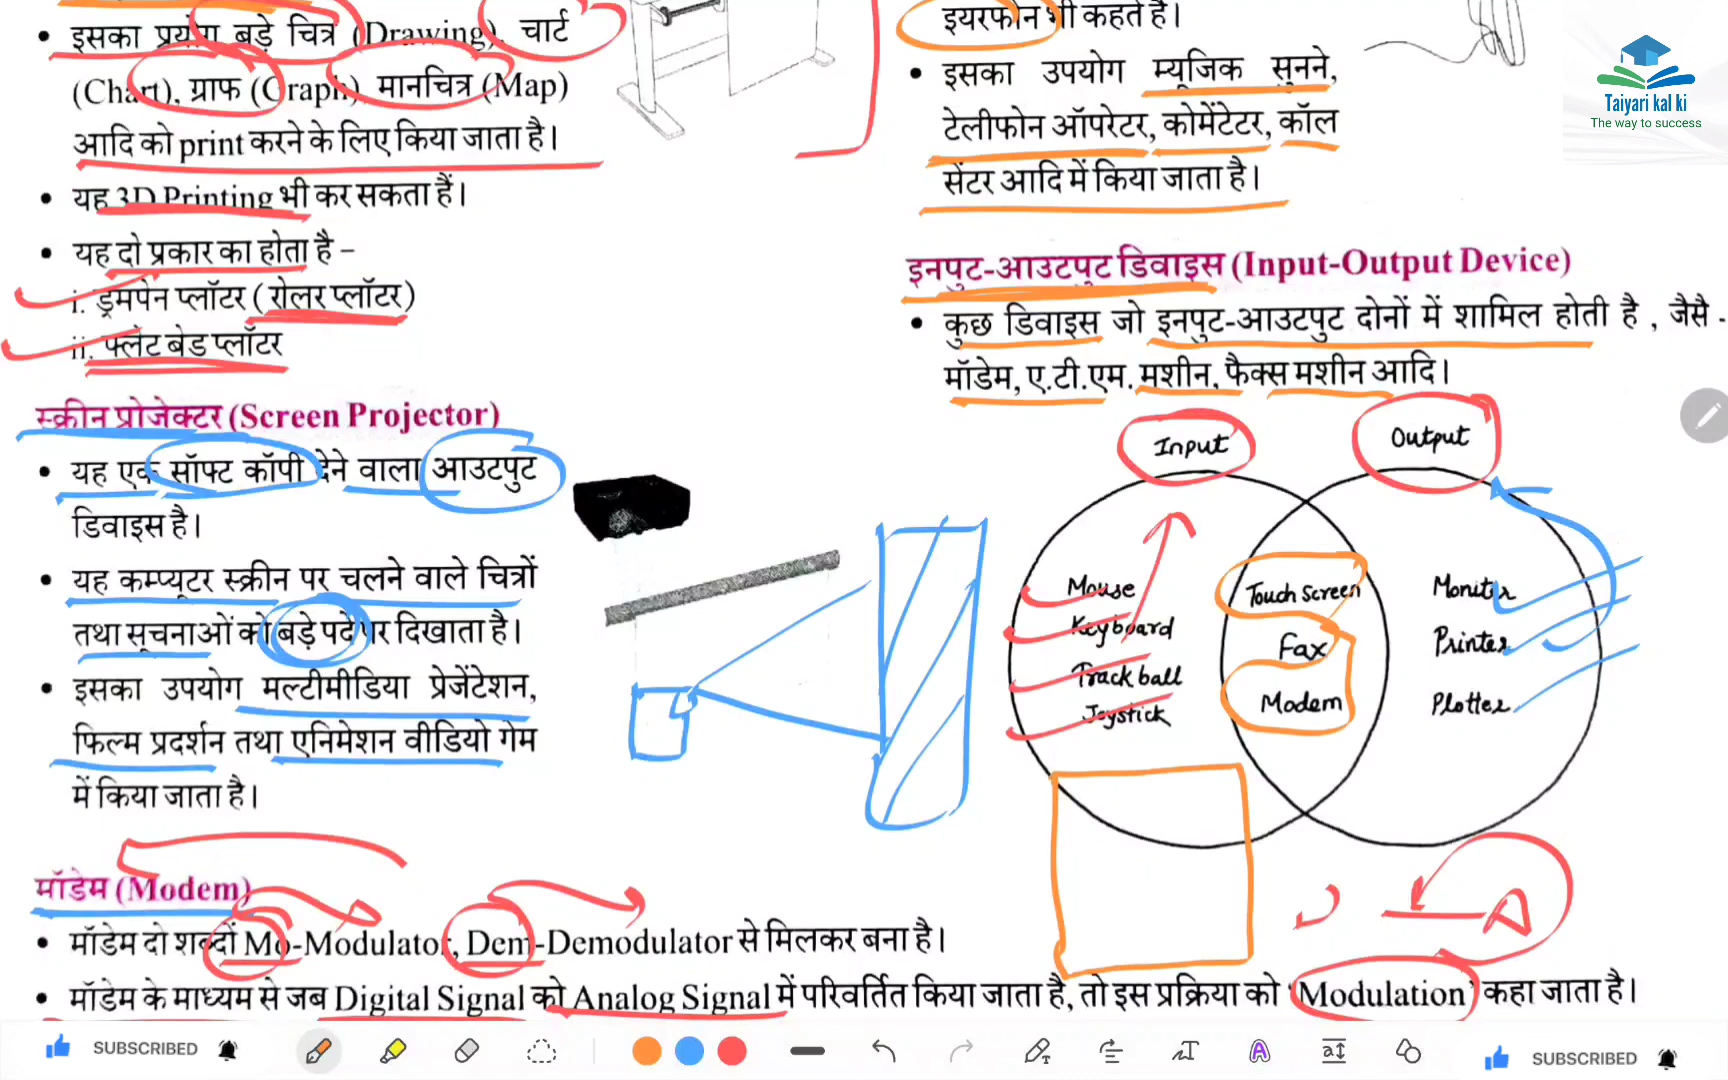 • इसका प्रयोग बड़े चित्र (Drawing), चार्ट
(Chart), ग्राफ (Graph), मानचित्र (Map)
आदि को print करने के लिए किया जाता है।
• यह 3D Printing भी कर सकता हैं।
• यह दो प्रकार का होता है –
i. ड्रमपेन प्लॉटर (रोलर प्लॉटर)
ii. फ्लैट बेड प्लॉटर
स्क्रीन प्रोजेक्टर (Screen Projector)
• यह एक सॉफ्ट कॉपी देने वाला आउटपुट
डिवाइस है।
• यह कम्प्यूटर स्क्रीन पर चलने वाले चित्रों
तथा सूचनाओं को बड़े पर्दे पर दिखाता है।
• इसका उपयोग मल्टीमीडिया प्रेजेंटेशन,
फिल्म प्रदर्शन तथा एनिमेशन वीडियो गेम
में किया जाता है।
मॉडेम (Modem)
• मॉडेम दो शब्दों Mo-Modulator, Dem-Demodulator से मिलकर बना है।
• मॉडेम के माध्यम से जब Digital Signal को Analog Signal में परिवर्तित किया जाता है, तो इस प्रक्रिया को 'Modulation' कहा जाता है।
इयरफोन भी कहते है।
• इसका उपयोग म्यूजिक सुनने,
टेलीफोन ऑपरेटर, कोमेंटेटर, कॉल
सेंटर आदि में किया जाता है।
इनपुट-आउटपुट डिवाइस (Input-Output Device)
• कुछ डिवाइस जो इनपुट-आउटपुट दोनों में शामिल होती है , जैसे -
मॉडेम, ए.टी.एम. मशीन, फैक्स मशीन आदि।
Input
Output
Mouse
Keyboard
Track ball
Joystick
Touch Screen
Fax
Modem
Monitor
Printer
Plotter
D
A
Taiyari kal ki
The way to success
SUBSCRIBED
SUBSCRIBED